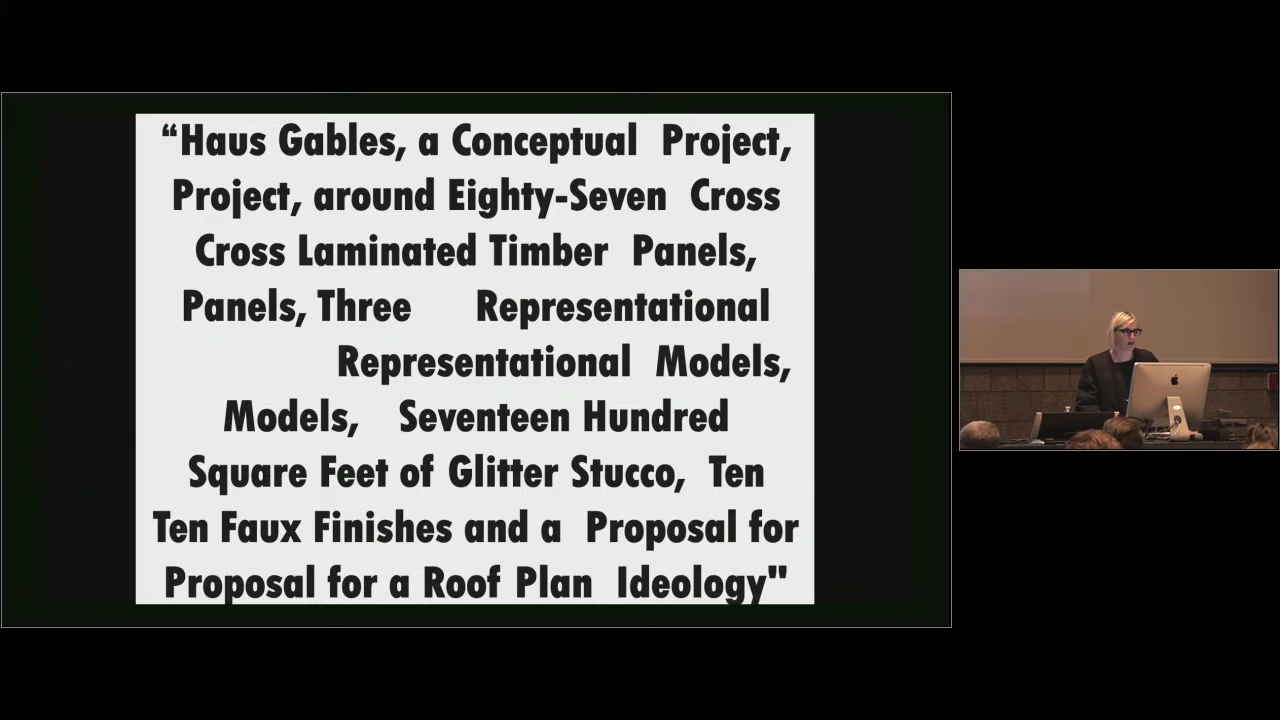 “Haus Gables, a Conceptual Project,
Project, around Eighty-Seven Cross
Cross Laminated Timber Panels,
Panels, Three Representational
Representational Models,
Models, Seventeen Hundred
Square Feet of Glitter Stucco, Ten
Ten Faux Finishes and a Proposal for
Proposal for a Roof Plan Ideology"